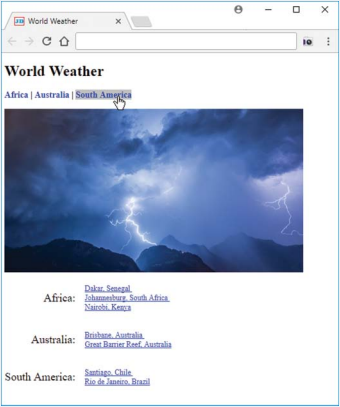 World Weather
World Weather
Africa | Australia | South America
Africa:
Dakar, Senegal
Johannesburg, South Africa
Nairobi, Kenya
Australia:
Brisbane, Australia
Great Barrier Reef, Australia
South America:
Santiago, Chile
Rio de Janeiro, Brazil